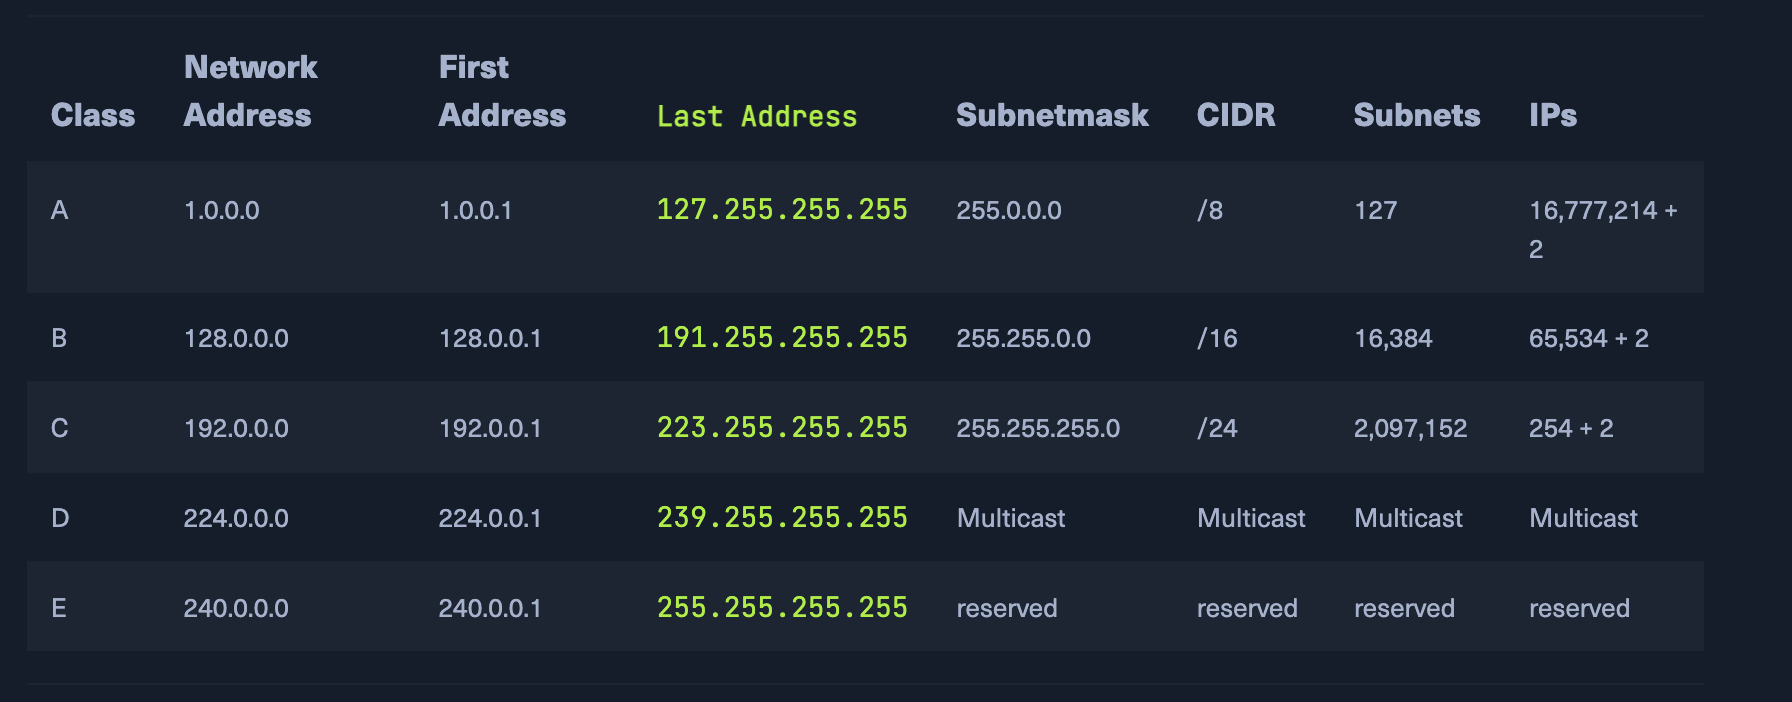 Class Network Address First Address Last Address Subnetmask CIDR Subnets IPs
A 1.0.0.0 1.0.0.1 127.255.255.255 255.0.0.0 /8 127 16,777,214 + 2
B 128.0.0.0 128.0.0.1 191.255.255.255 255.255.0.0 /16 16,384 65,534 + 2
C 192.0.0.0 192.0.0.1 223.255.255.255 255.255.255.0 /24 2,097,152 254 + 2
D 224.0.0.0 224.0.0.1 239.255.255.255 Multicast Multicast Multicast Multicast
E 240.0.0.0 240.0.0.1 255.255.255.255 reserved reserved reserved reserved